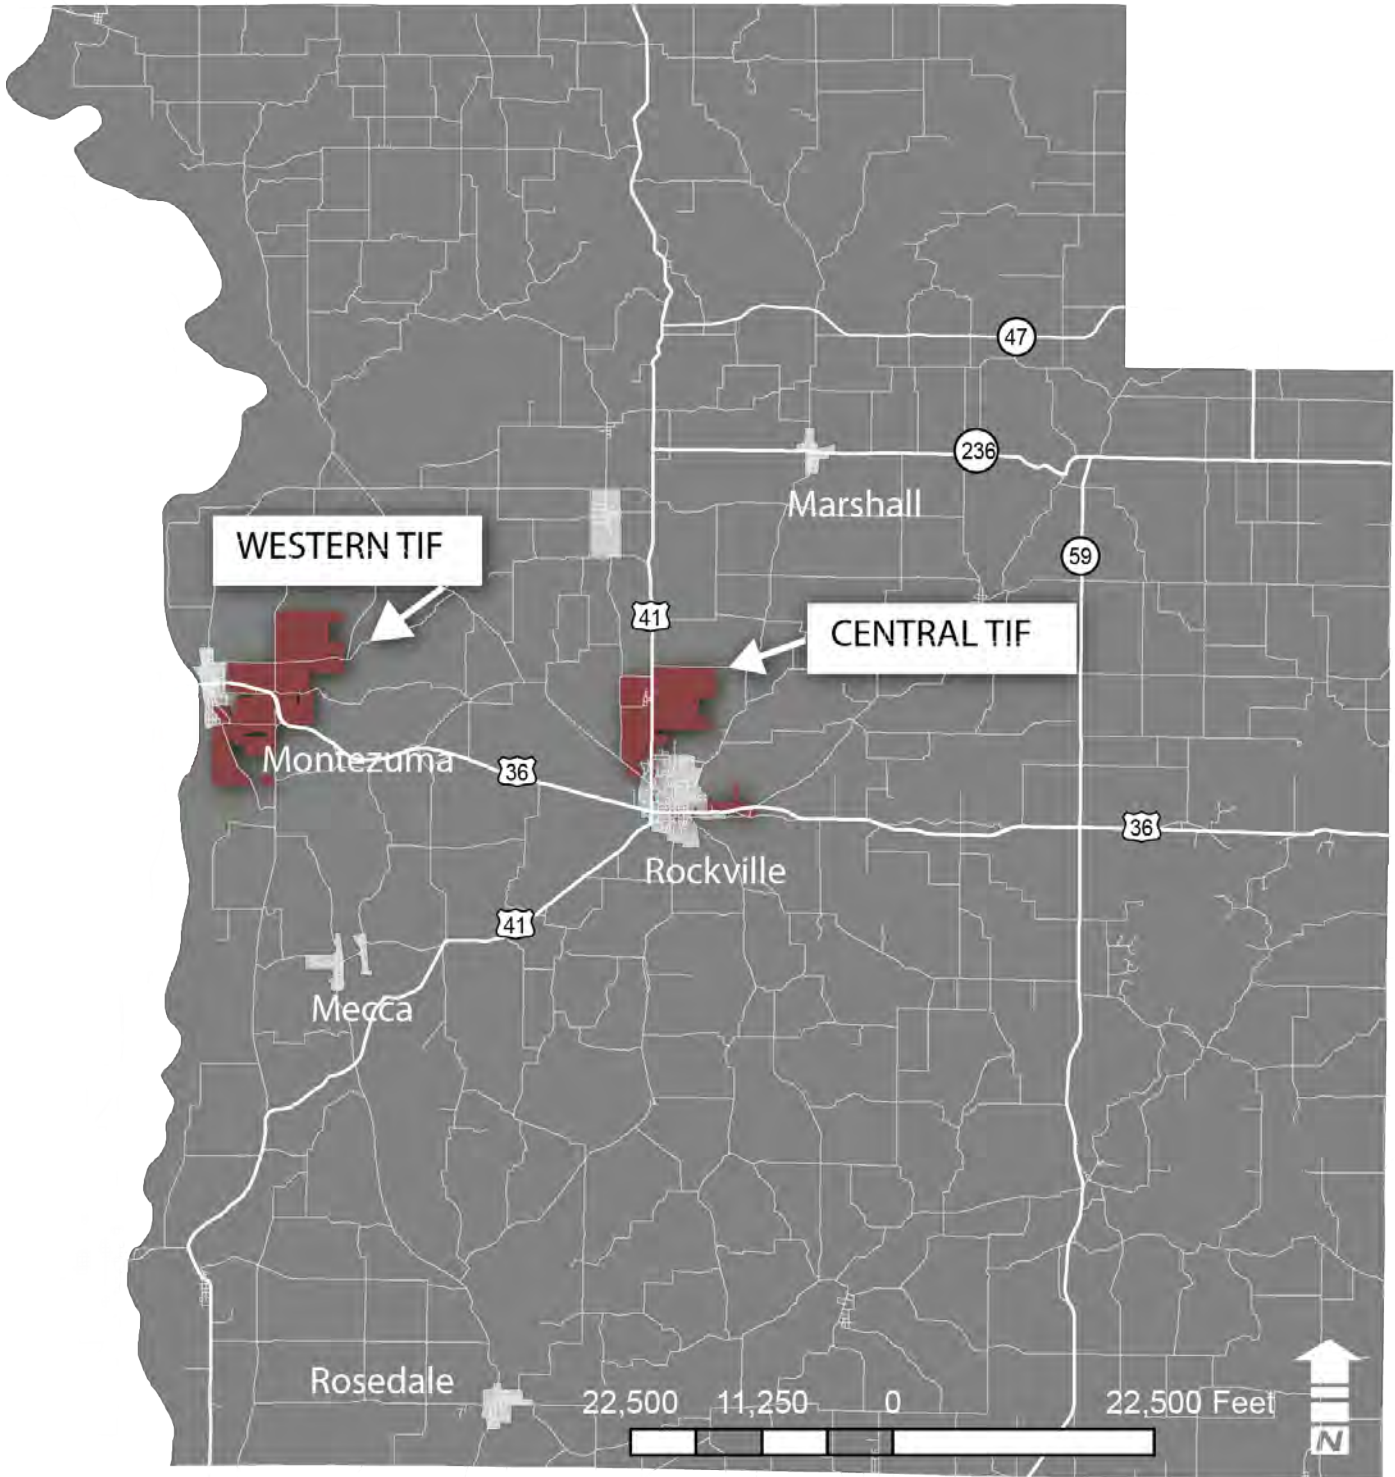 47
236
Marshall
WESTERN TIF
59
41
CENTRAL TIF
Montezuma
36
36
Rockville
41
Mecca
Rosedale
22,500 11,250 0 22,500 Feet
N